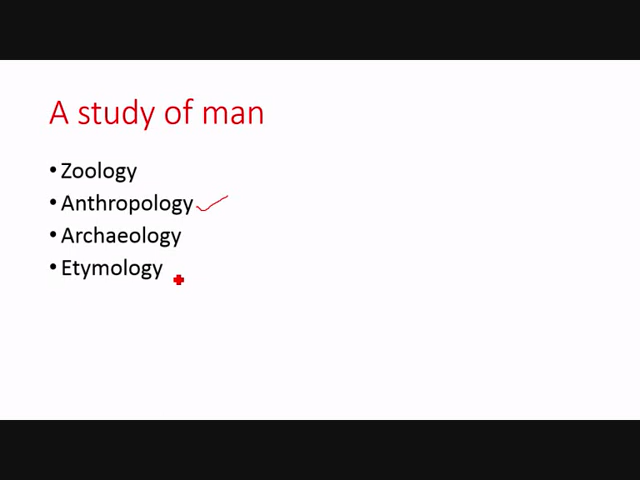 A study of man
• Zoology
• Anthropology
• Archaeology
• Etymology